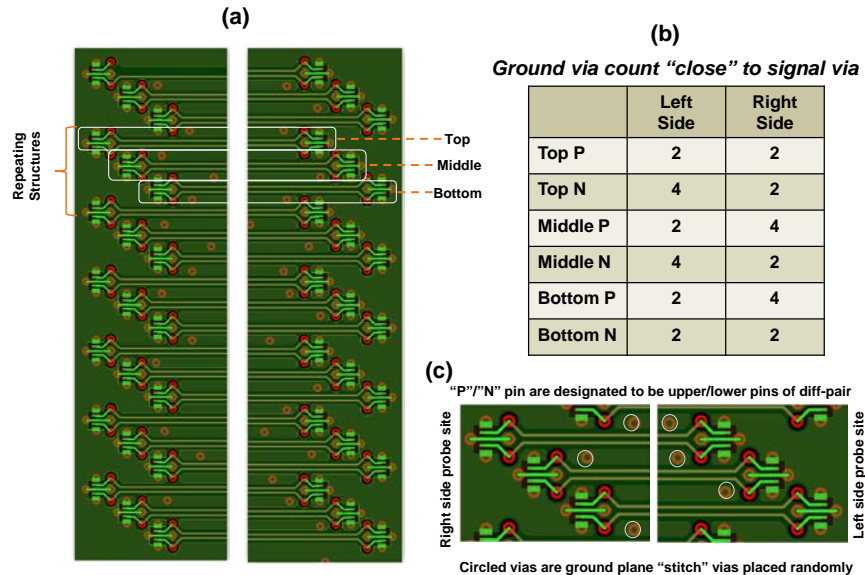 (a)
Repeating
Structures
Top
Middle
Bottom
(b)
Ground via count “close” to signal via
Left Side Right Side
Top P 2 2
Top N 4 2
Middle P 2 4
Middle N 4 2
Bottom P 2 4
Bottom N 2 2
(c)
“P”/”N” pin are designated to be upper/lower pins of diff-pair
Right side probe site
Left side probe site
Circled vias are ground plane “stitch” vias placed randomly